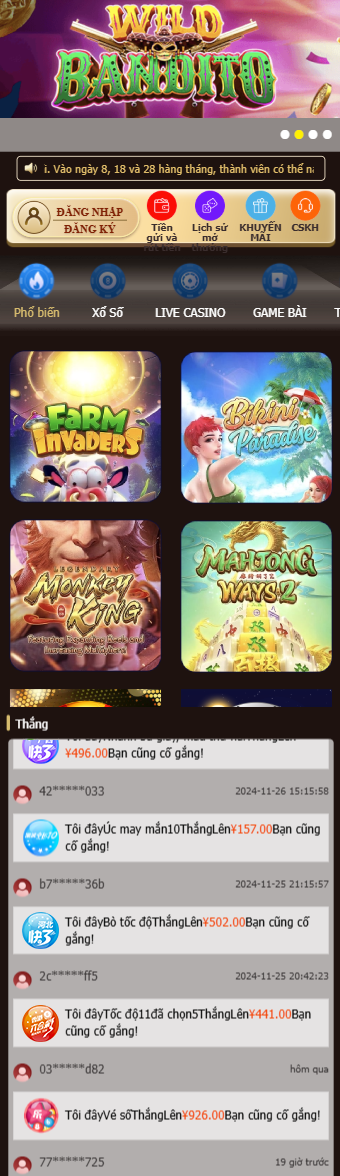 WILD
BANDITO
i. Vào ngày 8, 18 và 28 hàng tháng, thành viên có thể
ĐĂNG NHẬP
ĐĂNG KÝ
Tiền
gửi và
Lịch sử
mở
thưởng
KHUYẾN
MÃI
CSKH
Phổ biến
Xổ Số
LIVE CASINO
GAME BÀI
T
FARM
INVADERS
Bikini
Paradise
LEGENDARY
MONKEY
KING
MAHJONG
WAYS 2
Thắng
¥496.00Bạn cũng cố gắng!
42*****033
2024-11-26 15:15:58
Tôi đâyÚc may mắn10ThắngLên¥157.00Bạn cũng
cố gắng!
b7*****36b
2024-11-25 21:15:57
Tôi đâyBò tốc độThắngLên¥502.00Bạn cũng cố
gắng!
2c*****ff5
2024-11-25 20:42:23
Tôi đâyTốc độ11đã chọn5ThắngLên¥441.00Bạn
cũng cố gắng!
03*****d82
hôm qua
Tôi đâyVé sốThắngLên¥926.00Bạn cũng cố gắng!
77*****725
19 giờ trước